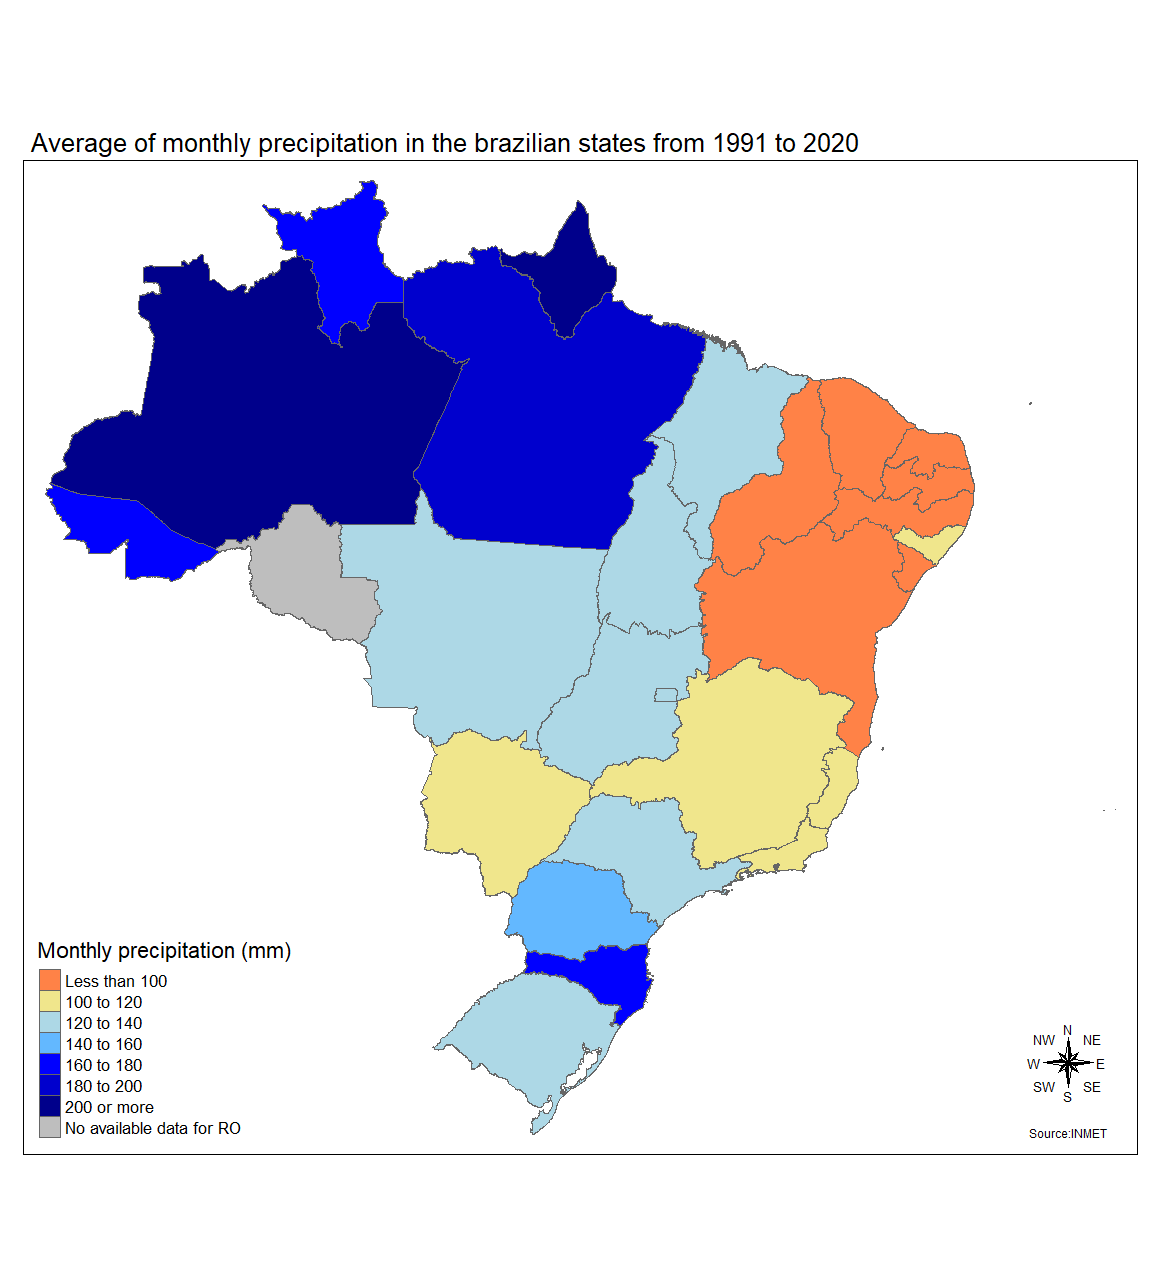 Average of monthly precipitation in the brazilian states from 1991 to 2020
Monthly precipitation (mm)
Less than 100
100 to 120
120 to 140
140 to 160
160 to 180
180 to 200
200 or more
No available data for RO
N
NW NE
W E
SW SE
S
Source:INMET